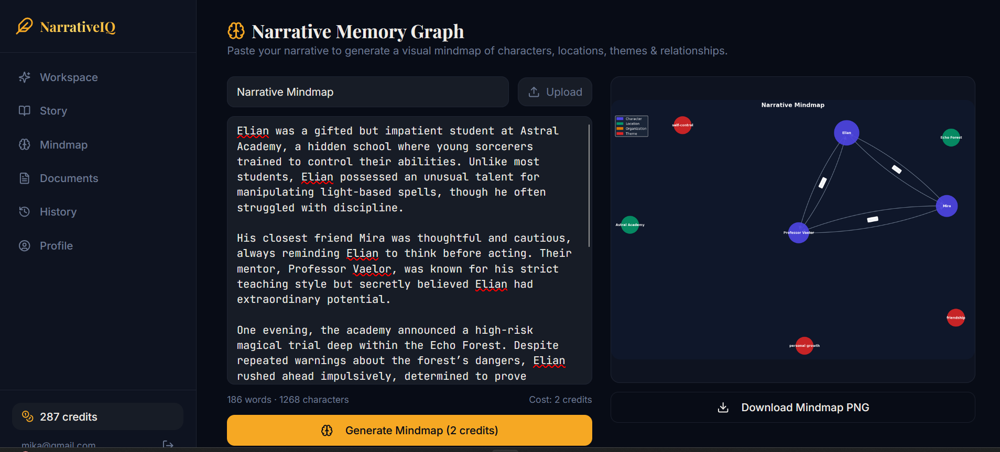 NarrativeIQ
Workspace
Story
Mindmap
Documents
History
Profile
287 credits
mika@gmail.com
Narrative Memory Graph
Paste your narrative to generate a visual mindmap of characters, locations, themes & relationships.
Narrative Mindmap
Upload
Elian was a gifted but impatient student at Astral
Academy, a hidden school where young sorcerers
trained to control their abilities. Unlike most
students, Elian possessed an unusual talent for
manipulating light-based spells, though he often
struggled with discipline.
His closest friend Mira was thoughtful and cautious,
always reminding Elian to think before acting. Their
mentor, Professor Vaelor, was known for his strict
teaching style but secretly believed Elian had
extraordinary potential.
One evening, the academy announced a high-risk
magical trial deep within the Echo Forest. Despite
repeated warnings about the forest’s dangers, Elian
rushed ahead impulsively, determined to prove
186 words · 1268 characters
Cost: 2 credits
Generate Mindmap (2 credits)
Narrative Mindmap
Character
Location
Organization
Theme
self-control
Elian
Echo Forest
Mira
Astral Academy
Professor Vaelor
friendship
personal growth
Download Mindmap PNG